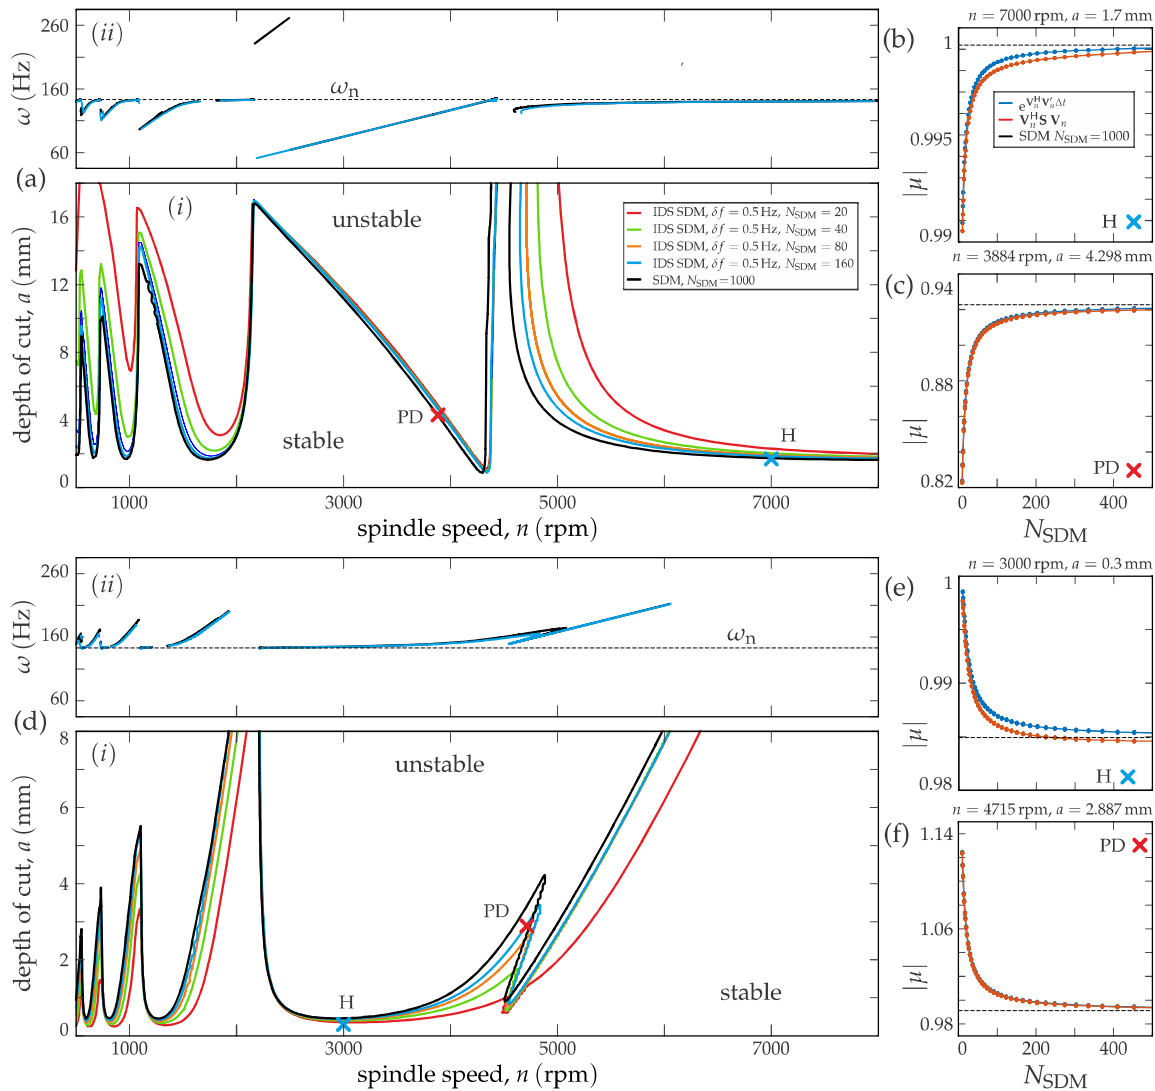 260
160
60
ω (Hz)
(ii)
ωn
(a)
16
12
8
4
0
depth of cut, a (mm)
(i)
unstable
stable
PD
H
IDS SDM, δf = 0.5 Hz, NSDM = 20
IDS SDM, δf = 0.5 Hz, NSDM = 40
IDS SDM, δf = 0.5 Hz, NSDM = 80
IDS SDM, δf = 0.5 Hz, NSDM = 160
SDM, NSDM=1000
1000 3000 5000 7000
spindle speed, n (rpm)
(b)
n = 7000 rpm, a = 1.7 mm
1
0.995
0.99
|μ|
e^{V_n^H V'_n Δt}
V_n^H S V_n
SDM NSDM=1000
H
(c)
n = 3884 rpm, a = 4.298 mm
0.94
0.88
0.82
|μ|
PD
0 200 400
NSDM
260
160
60
ω (Hz)
(ii)
ωn
(d)
8
6
4
2
0
depth of cut, a (mm)
(i)
unstable
stable
PD
H
1000 3000 5000 7000
spindle speed, n (rpm)
(e)
n = 3000 rpm, a = 0.3 mm
1
0.99
0.98
|μ|
H
(f)
n = 4715 rpm, a = 2.887 mm
1.14
1.06
0.98
|μ|
PD
0 200 400
NSDM